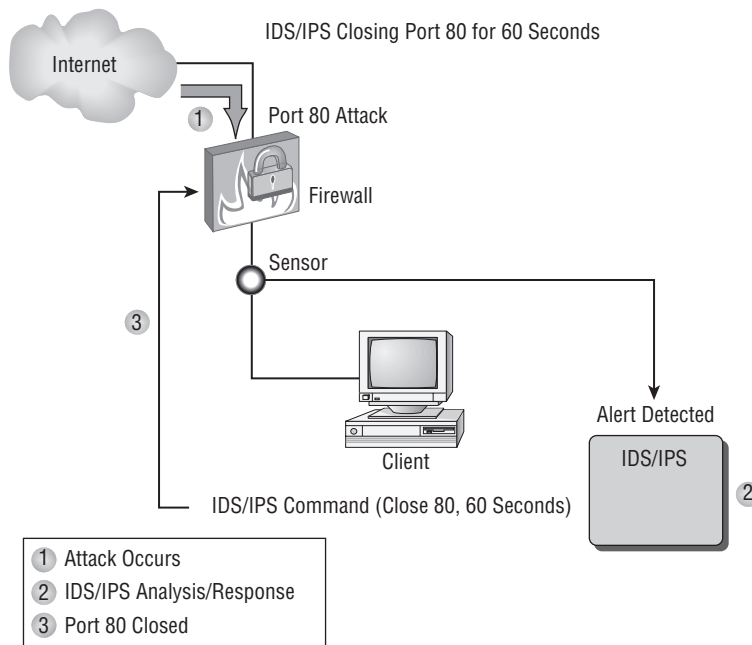 IDS/IPS Closing Port 80 for 60 Seconds
Internet
1
Port 80 Attack
Firewall
Sensor
3
Alert Detected
IDS/IPS
Client
2
IDS/IPS Command (Close 80, 60 Seconds)
1 Attack Occurs
2 IDS/IPS Analysis/Response
3 Port 80 Closed